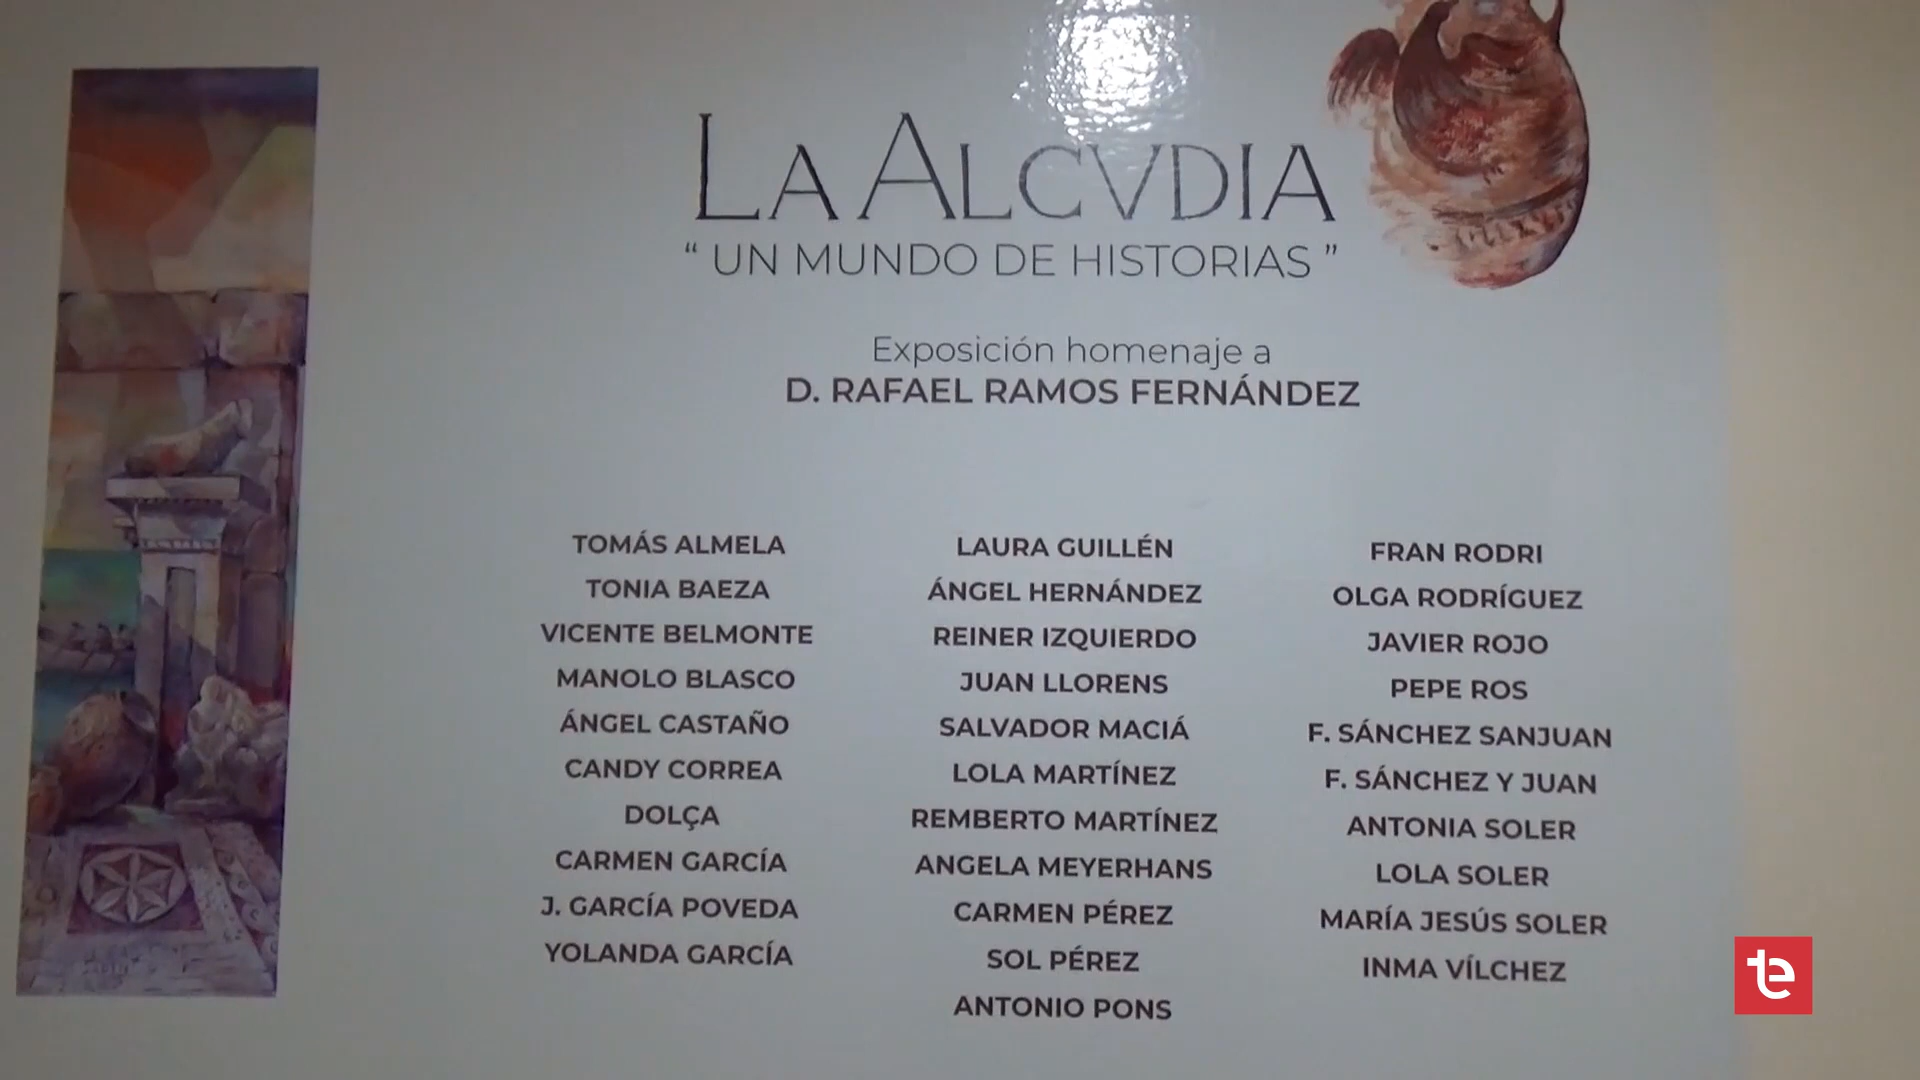 LA ALCVDIA
“ UN MUNDO DE HISTORIAS ”
Exposición homenaje a
D. RAFAEL RAMOS FERNÁNDEZ
TOMÁS ALMELA
TONIA BAEZA
VICENTE BELMONTE
MANOLO BLASCO
ÁNGEL CASTAÑO
CANDY CORREA
DOLÇA
CARMEN GARCÍA
J. GARCÍA POVEDA
YOLANDA GARCÍA
LAURA GUILLÉN
ÁNGEL HERNÁNDEZ
REINER IZQUIERDO
JUAN LLORENS
SALVADOR MACIÁ
LOLA MARTÍNEZ
REMBERTO MARTÍNEZ
ANGELA MEYERHANS
CARMEN PÉREZ
SOL PÉREZ
ANTONIO PONS
FRAN RODRI
OLGA RODRÍGUEZ
JAVIER ROJO
PEPE ROS
F. SÁNCHEZ SANJUAN
F. SÁNCHEZ Y JUAN
ANTONIA SOLER
LOLA SOLER
MARÍA JESÚS SOLER
INMA VÍLCHEZ
te